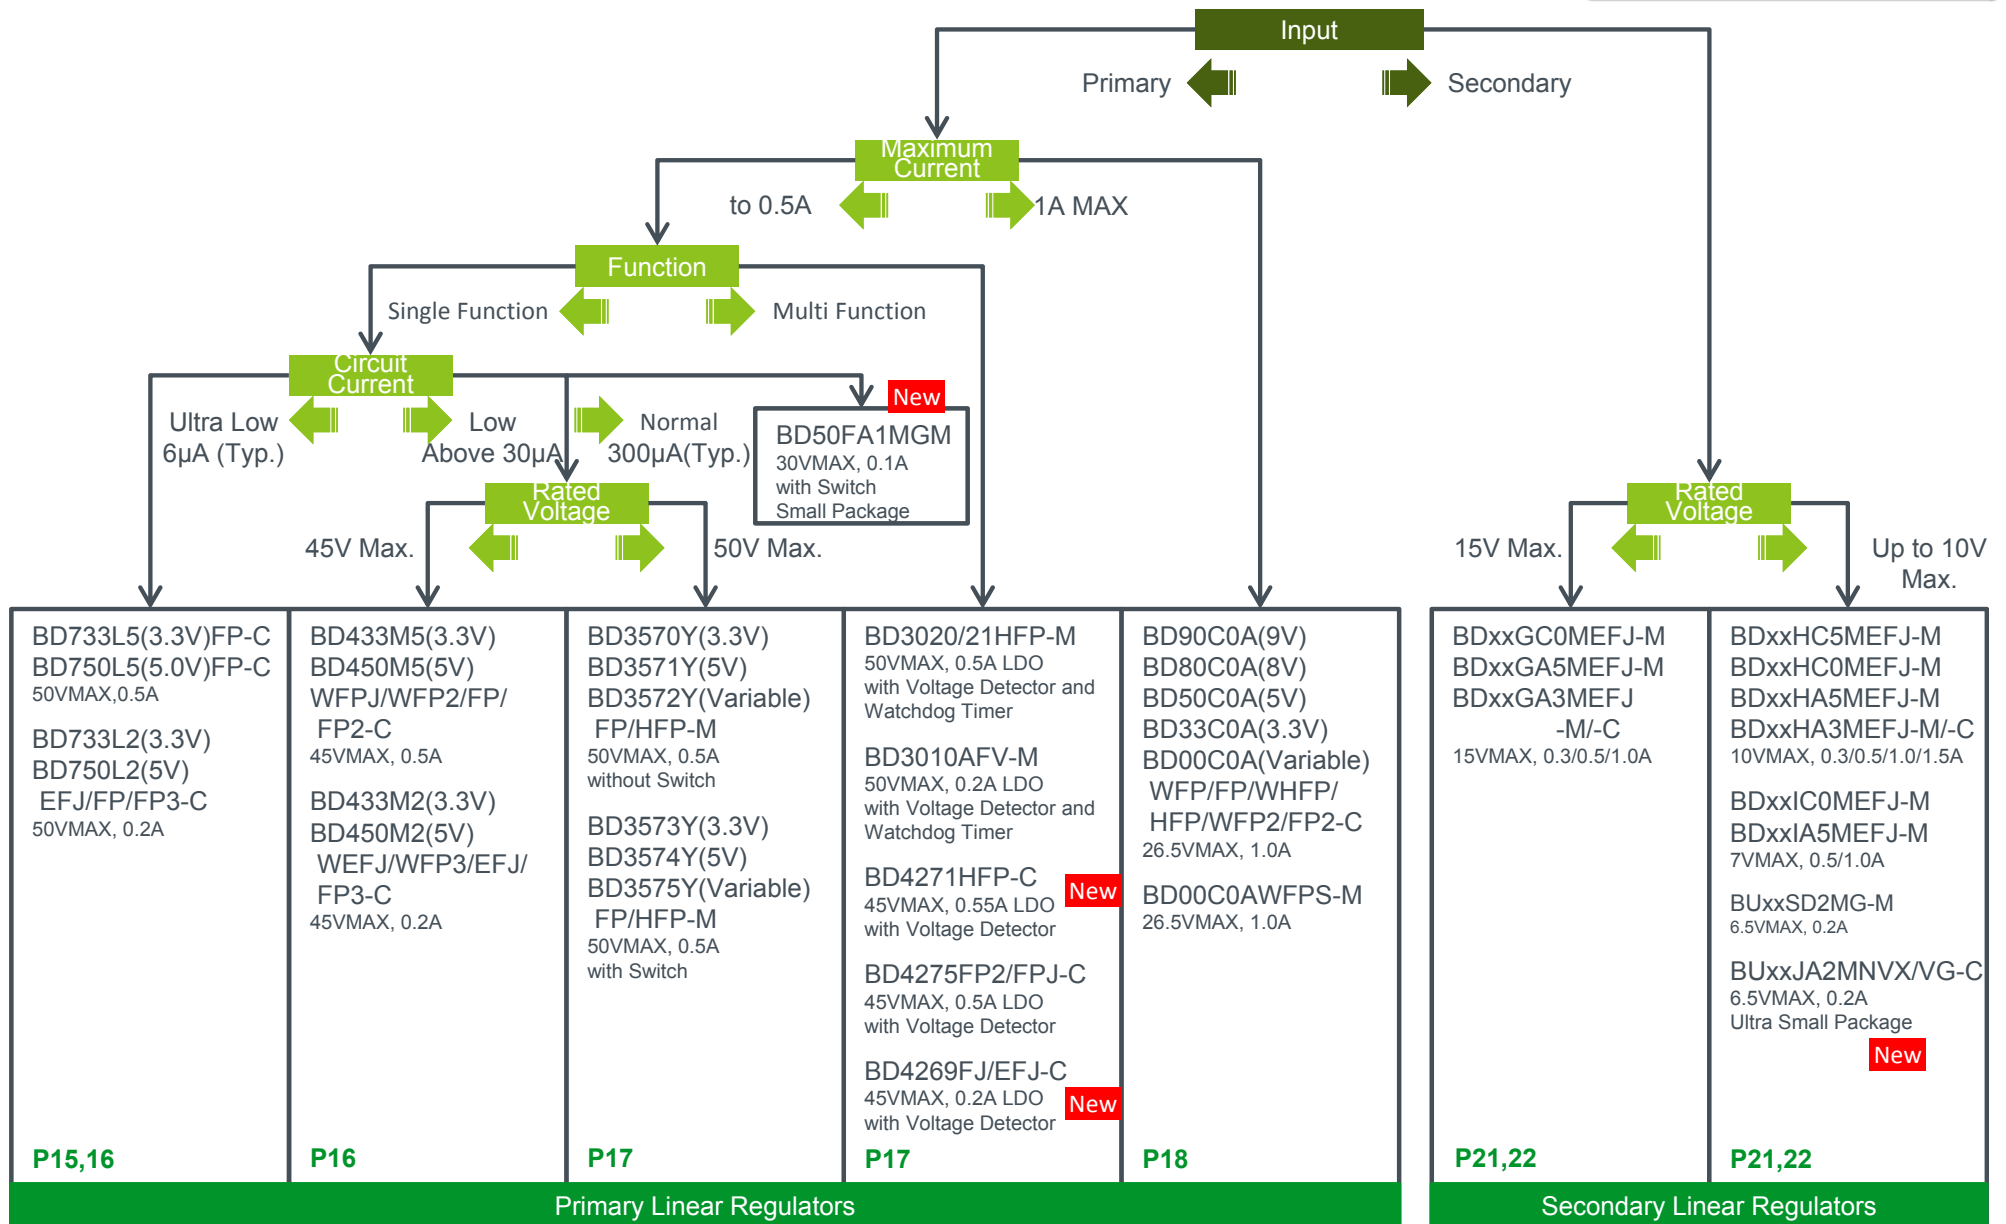 Input
Primary
Secondary
Maximum
Current
to 0.5A
1A MAX
Function
Single Function
Multi Function
Circuit
Current
Ultra Low
6µA (Typ.)
Low
Above 30µA
Normal
300µA(Typ.)
New
BD50FA1MGM
30VMAX, 0.1A
with Switch
Small Package
Rated
Voltage
45V Max.
50V Max.
Rated
Voltage
15V Max.
Up to 10V
Max.
BD733L5(3.3V)FP-C
BD750L5(5.0V)FP-C
50VMAX,0.5A
BD733L2(3.3V)
BD750L2(5V)
EFJ/FP/FP3-C
50VMAX, 0.2A
P15,16
BD433M5(3.3V)
BD450M5(5V)
WFPJ/WFP2/FP/
FP2-C
45VMAX, 0.5A
BD433M2(3.3V)
BD450M2(5V)
WEFJ/WFP3/EFJ/
FP3-C
45VMAX, 0.2A
P16
BD3570Y(3.3V)
BD3571Y(5V)
BD3572Y(Variable)
FP/HFP-M
50VMAX, 0.5A
without Switch
BD3573Y(3.3V)
BD3574Y(5V)
BD3575Y(Variable)
FP/HFP-M
50VMAX, 0.5A
with Switch
P17
BD3020/21HFP-M
50VMAX, 0.5A LDO
with Voltage Detector and
Watchdog Timer
BD3010AFV-M
50VMAX, 0.2A LDO
with Voltage Detector and
Watchdog Timer
BD4271HFP-C
45VMAX, 0.55A LDO
with Voltage Detector
New
BD4275FP2/FPJ-C
45VMAX, 0.5A LDO
with Voltage Detector
BD4269FJ/EFJ-C
45VMAX, 0.2A LDO
with Voltage Detector
New
P17
BD90C0A(9V)
BD80C0A(8V)
BD50C0A(5V)
BD33C0A(3.3V)
BD00C0A(Variable)
WFP/FP/WHFP/
HFP/WFP2/FP2-C
26.5VMAX, 1.0A
BD00C0AWFPS-M
26.5VMAX, 1.0A
P18
BDxxGC0MEFJ-M
BDxxGA5MEFJ-M
BDxxGA3MEFJ
-M/-C
15VMAX, 0.3/0.5/1.0A
P21,22
BDxxHC5MEFJ-M
BDxxHC0MEFJ-M
BDxxHA5MEFJ-M
BDxxHA3MEFJ-M/-C
10VMAX, 0.3/0.5/1.0/1.5A
BDxxIC0MEFJ-M
BDxxIA5MEFJ-M
7VMAX, 0.5/1.0A
BUxxSD2MG-M
6.5VMAX, 0.2A
BUxxJA2MNVX/VG-C
6.5VMAX, 0.2A
Ultra Small Package
New
P21,22
Primary Linear Regulators
Secondary Linear Regulators